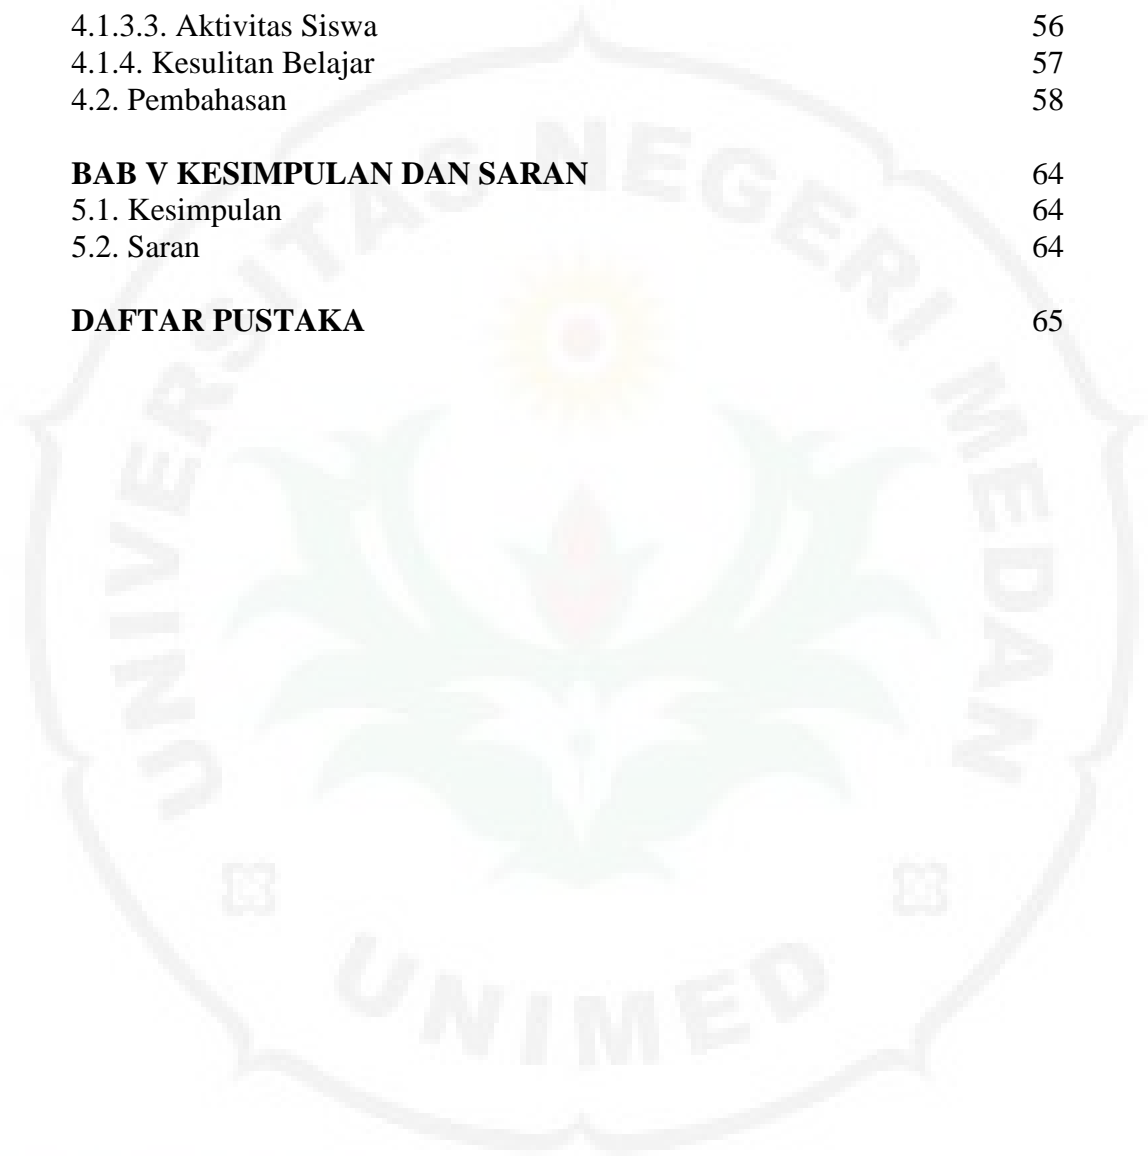 4.1.3.3. Aktivitas Siswa 56
4.1.4. Kesulitan Belajar 57
4.2. Pembahasan 58
BAB V KESIMPULAN DAN SARAN 64
5.1. Kesimpulan 64
5.2. Saran 64
DAFTAR PUSTAKA 65
UNIVERSITAS NEGERI MEDAN
UNIMED